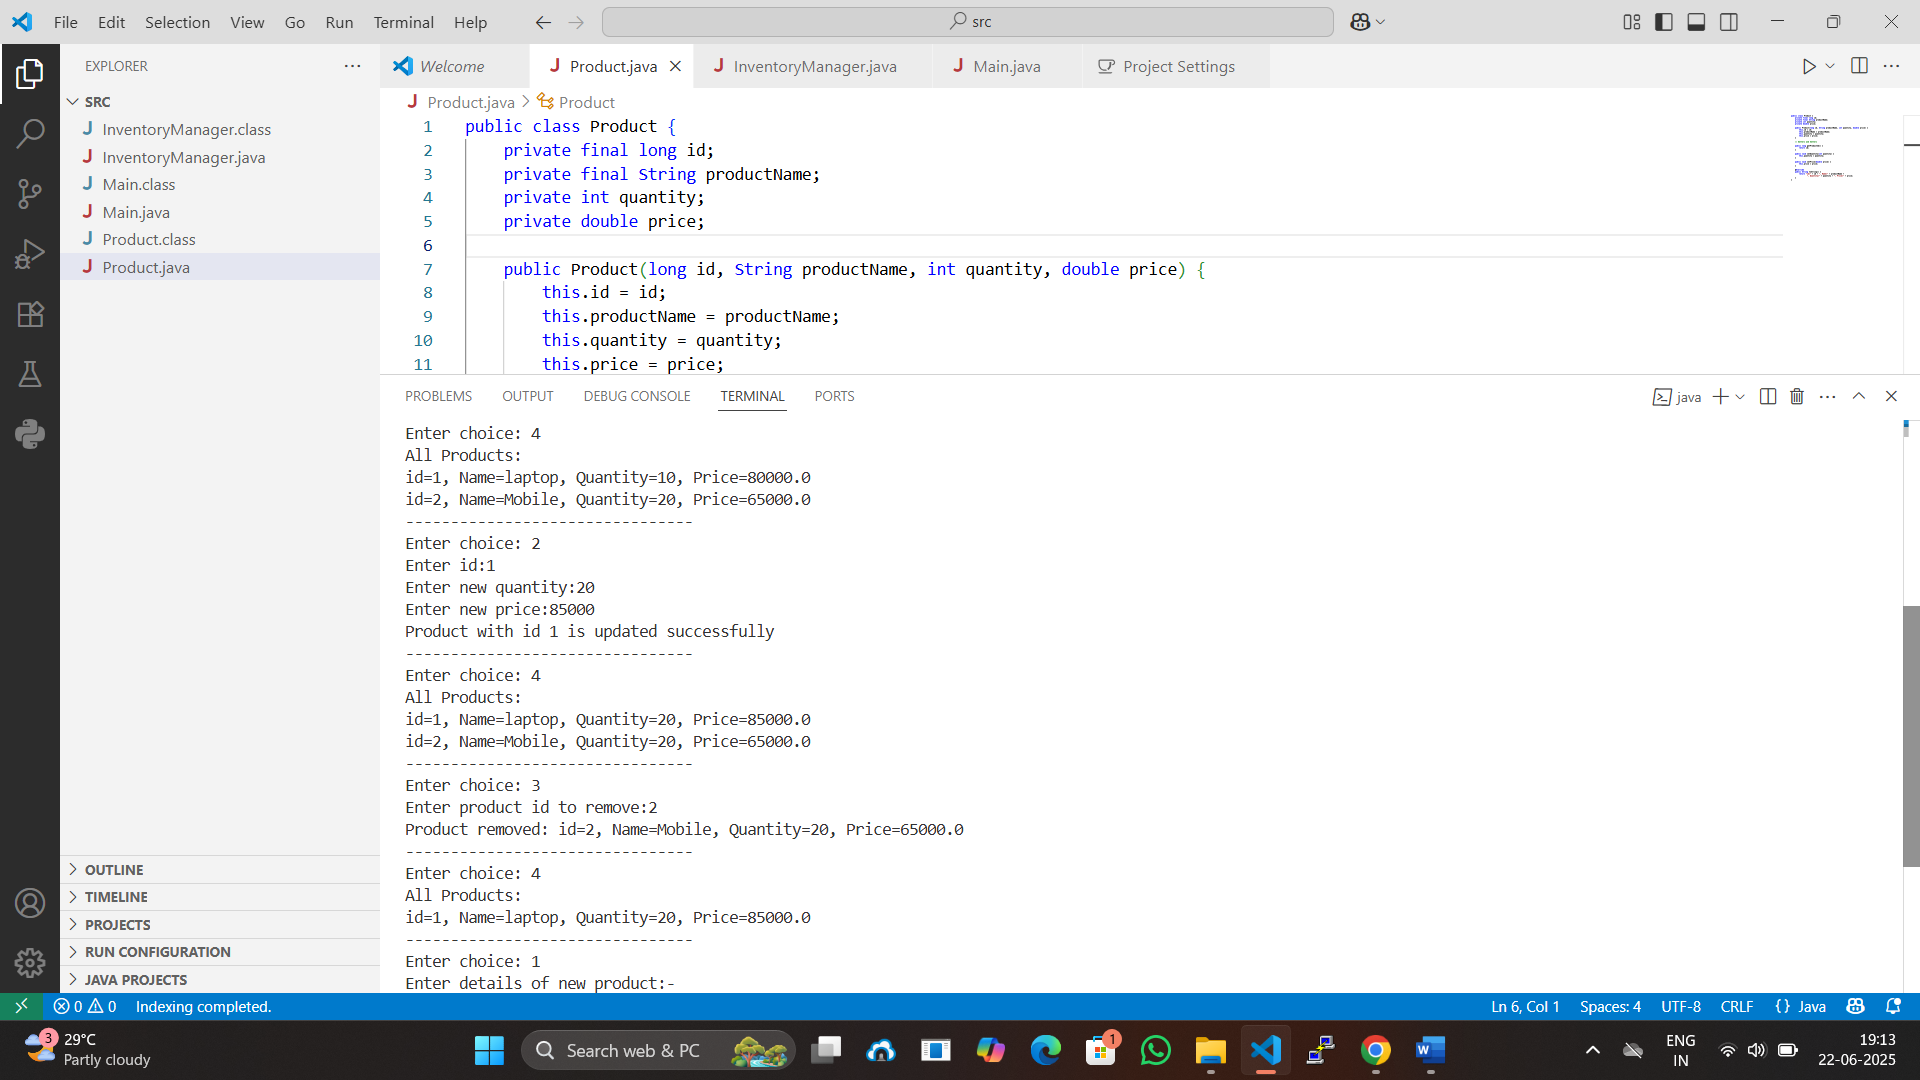 File Edit Selection View Go Run Terminal Help src
EXPLORER
SRC
InventoryManager.class
InventoryManager.java
Main.class
Main.java
Product.class
Product.java
OUTLINE
TIMELINE
PROJECTS
RUN CONFIGURATION
JAVA PROJECTS
Welcome Product.java InventoryManager.java Main.java Project Settings
Product.java > Product
1 public class Product {
2 private final long id;
3 private final String productName;
4 private int quantity;
5 private double price;
6
7 public Product(long id, String productName, int quantity, double price) {
8 this.id = id;
9 this.productName = productName;
10 this.quantity = quantity;
11 this.price = price;
PROBLEMS OUTPUT DEBUG CONSOLE TERMINAL PORTS java
Enter choice: 4
All Products:
id=1, Name=laptop, Quantity=10, Price=80000.0
id=2, Name=Mobile, Quantity=20, Price=65000.0
--------------------------------
Enter choice: 2
Enter id:1
Enter new quantity:20
Enter new price:85000
Product with id 1 is updated successfully
--------------------------------
Enter choice: 4
All Products:
id=1, Name=laptop, Quantity=20, Price=85000.0
id=2, Name=Mobile, Quantity=20, Price=65000.0
--------------------------------
Enter choice: 3
Enter product id to remove:2
Product removed: id=2, Name=Mobile, Quantity=20, Price=65000.0
--------------------------------
Enter choice: 4
All Products:
id=1, Name=laptop, Quantity=20, Price=85000.0
--------------------------------
Enter choice: 1
Enter details of new product:-
0 0 Indexing completed. Ln 6, Col 1 Spaces: 4 UTF-8 CRLF {} Java
3 29°C
Partly cloudy
Search web & PC
1
ENG
IN
19:13
22-06-2025